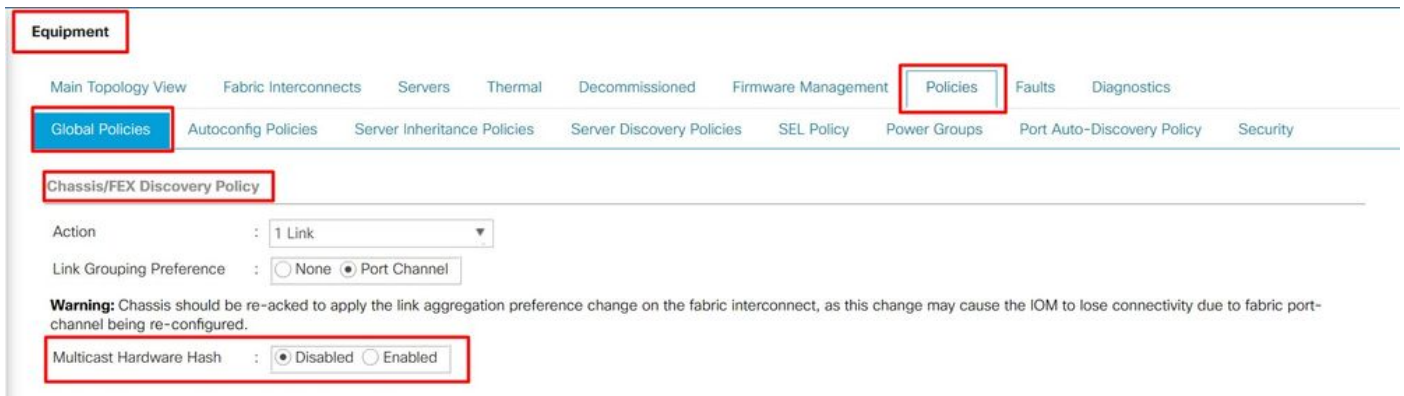 Equipment
Main Topology View Fabric Interconnects Servers Thermal Decommissioned Firmware Management Policies Faults Diagnostics
Global Policies Autoconfig Policies Server Inheritance Policies Server Discovery Policies SEL Policy Power Groups Port Auto-Discovery Policy Security
Chassis/FEX Discovery Policy
Action : 1 Link
Link Grouping Preference : None Port Channel
Warning: Chassis should be re-acked to apply the link aggregation preference change on the fabric interconnect, as this change may cause the IOM to lose connectivity due to fabric port-
channel being re-configured.
Multicast Hardware Hash : Disabled Enabled